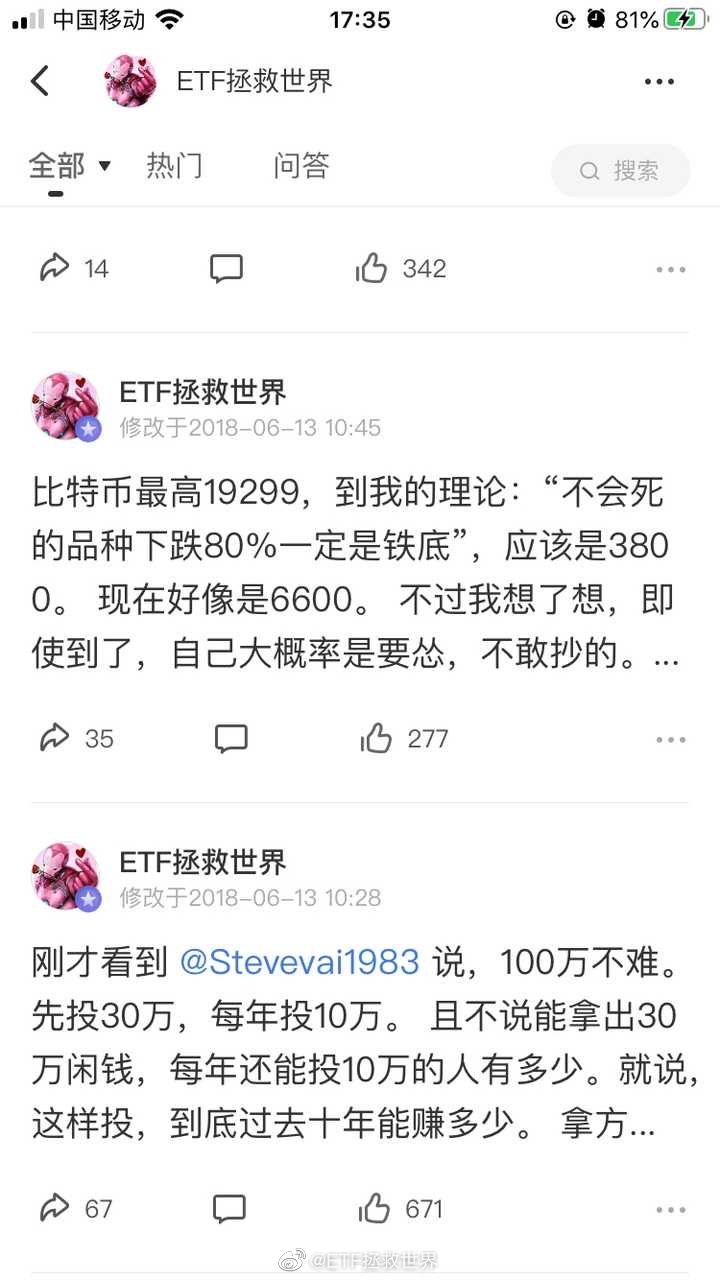 中国移动 17:35 81%
ETF拯救世界
全部 ▼ 热门 问答 搜索
14 342
ETF拯救世界
修改于2018-06-13 10:45
比特币最高19299，到我的理论：“不会死
的品种下跌80%一定是铁底”，应该是380
0。 现在好像是6600。 不过我想了想，即
使到了，自己大概率是要怂，不敢抄的。...
35 277
ETF拯救世界
修改于2018-06-13 10:28
刚才看到 @Stevevai1983 说，100万不难。
先投30万，每年投10万。 且不说能拿出30
万闲钱，每年还能投10万的人有多少。就说，
这样投，到底过去十年能赚多少。 拿方...
67 671
@ETF拯救世界